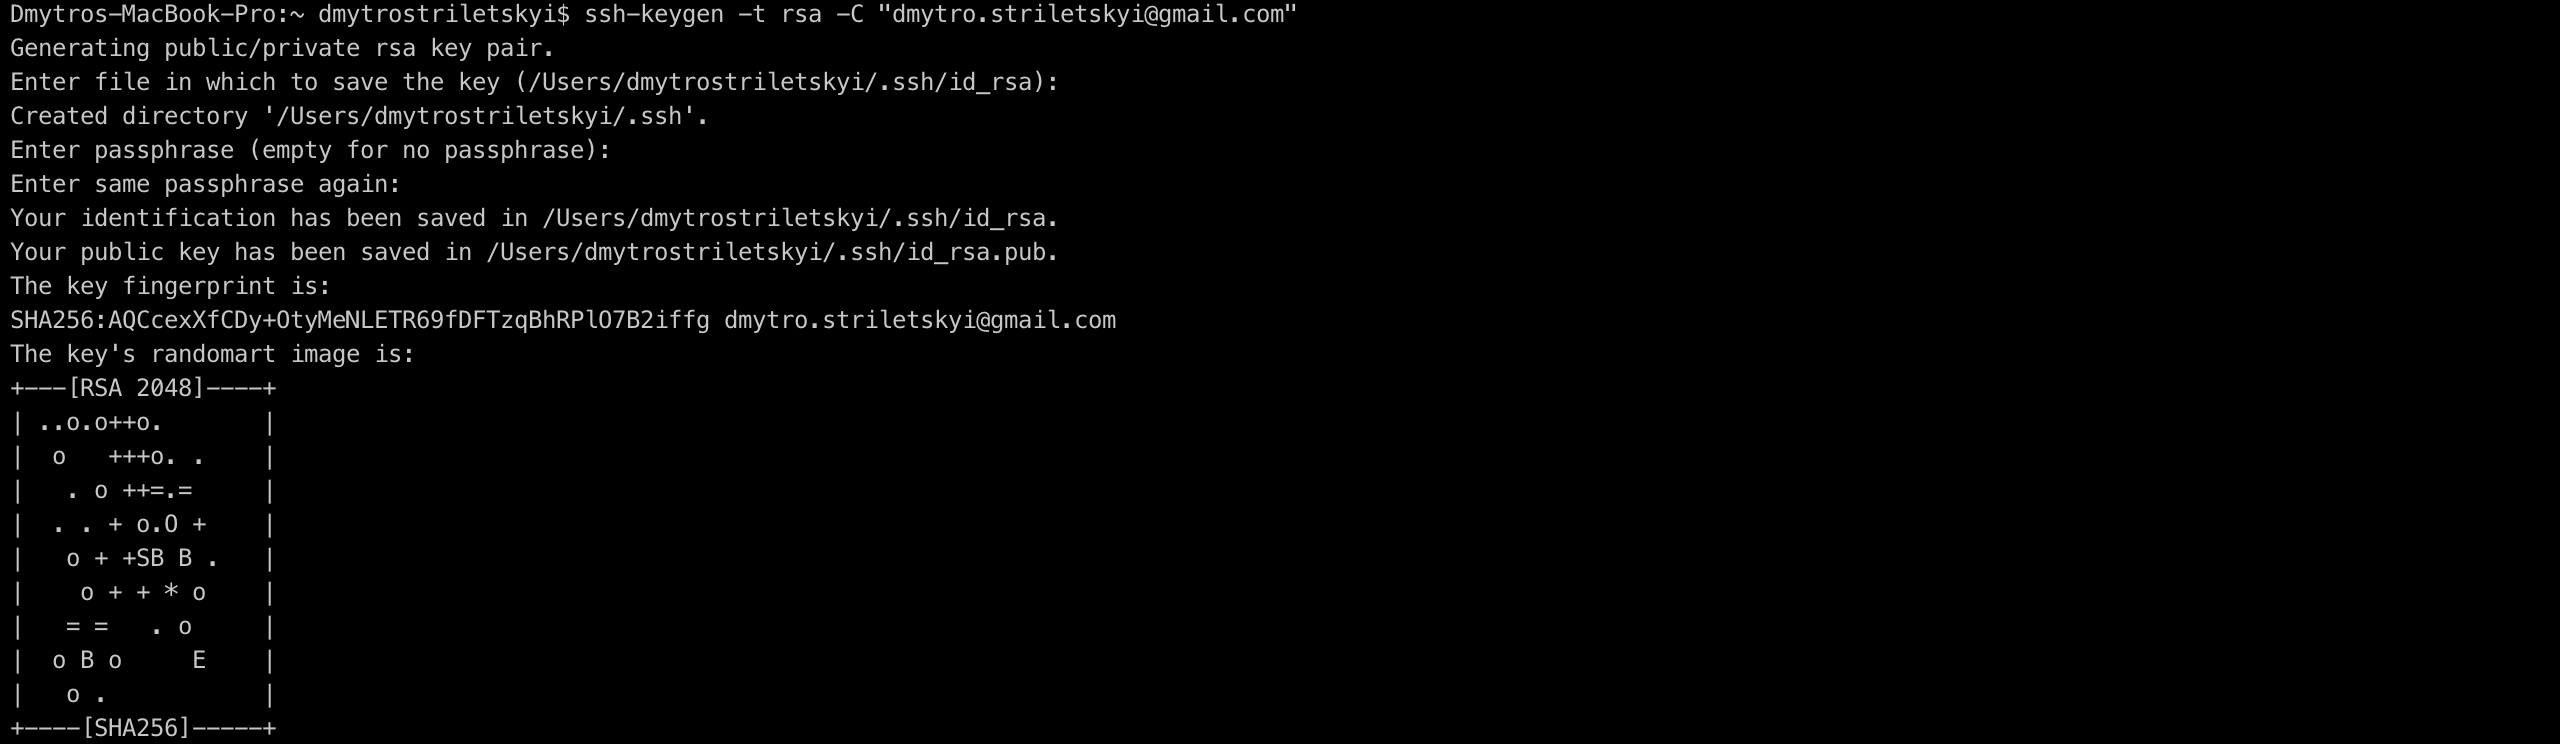 Dmytros-MacBook-Pro:~ dmytrostriletskyi$ ssh-keygen -t rsa -C "dmytro.striletskyi@gmail.com"
Generating public/private rsa key pair.
Enter file in which to save the key (/Users/dmytrostriletskyi/.ssh/id_rsa):
Created directory '/Users/dmytrostriletskyi/.ssh'.
Enter passphrase (empty for no passphrase):
Enter same passphrase again:
Your identification has been saved in /Users/dmytrostriletskyi/.ssh/id_rsa.
Your public key has been saved in /Users/dmytrostriletskyi/.ssh/id_rsa.pub.
The key fingerprint is:
SHA256:AQCcexXfCDy+OtyMeNLETR69fDFTzqBhRPlO7B2iffg dmytro.striletskyi@gmail.com
The key's randomart image is:
+---[RSA 2048]----+
| ..o.o++o.       |
|  o   +++o. .    |
|   . o ++=.=     |
|  . . + o.O +    |
|   o + +SB B .   |
|    o + + * o    |
|   = =   . o     |
|  o B o     E    |
|   o .           |
+----[SHA256]-----+